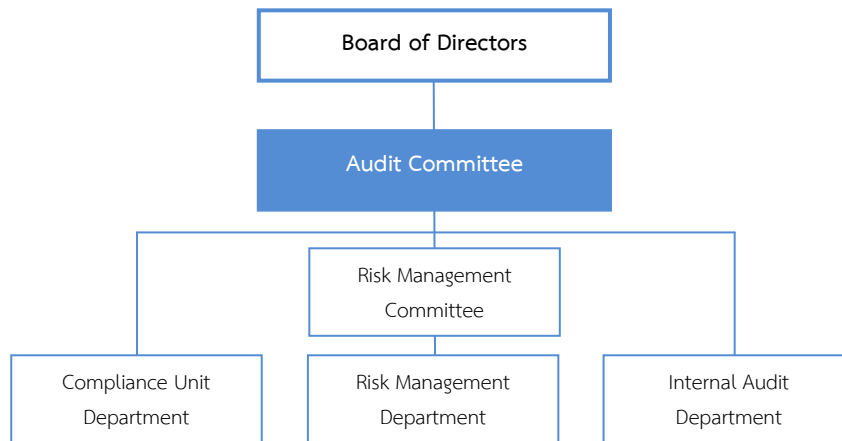 Board of Directors
Audit Committee
Risk Management
Committee
Compliance Unit
Department
Risk Management
Department
Internal Audit
Department